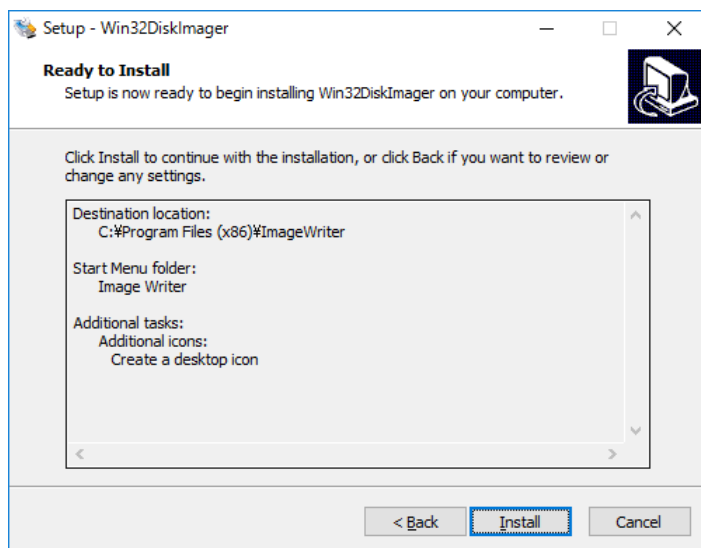 Setup - Win32DiskImager
Ready to Install
Setup is now ready to begin installing Win32DiskImager on your computer.
Click Install to continue with the installation, or click Back if you want to review or
change any settings.
Destination location:
C:¥Program Files (x86)¥ImageWriter
Start Menu folder:
Image Writer
Additional tasks:
Additional icons:
Create a desktop icon
< Back
Install
Cancel